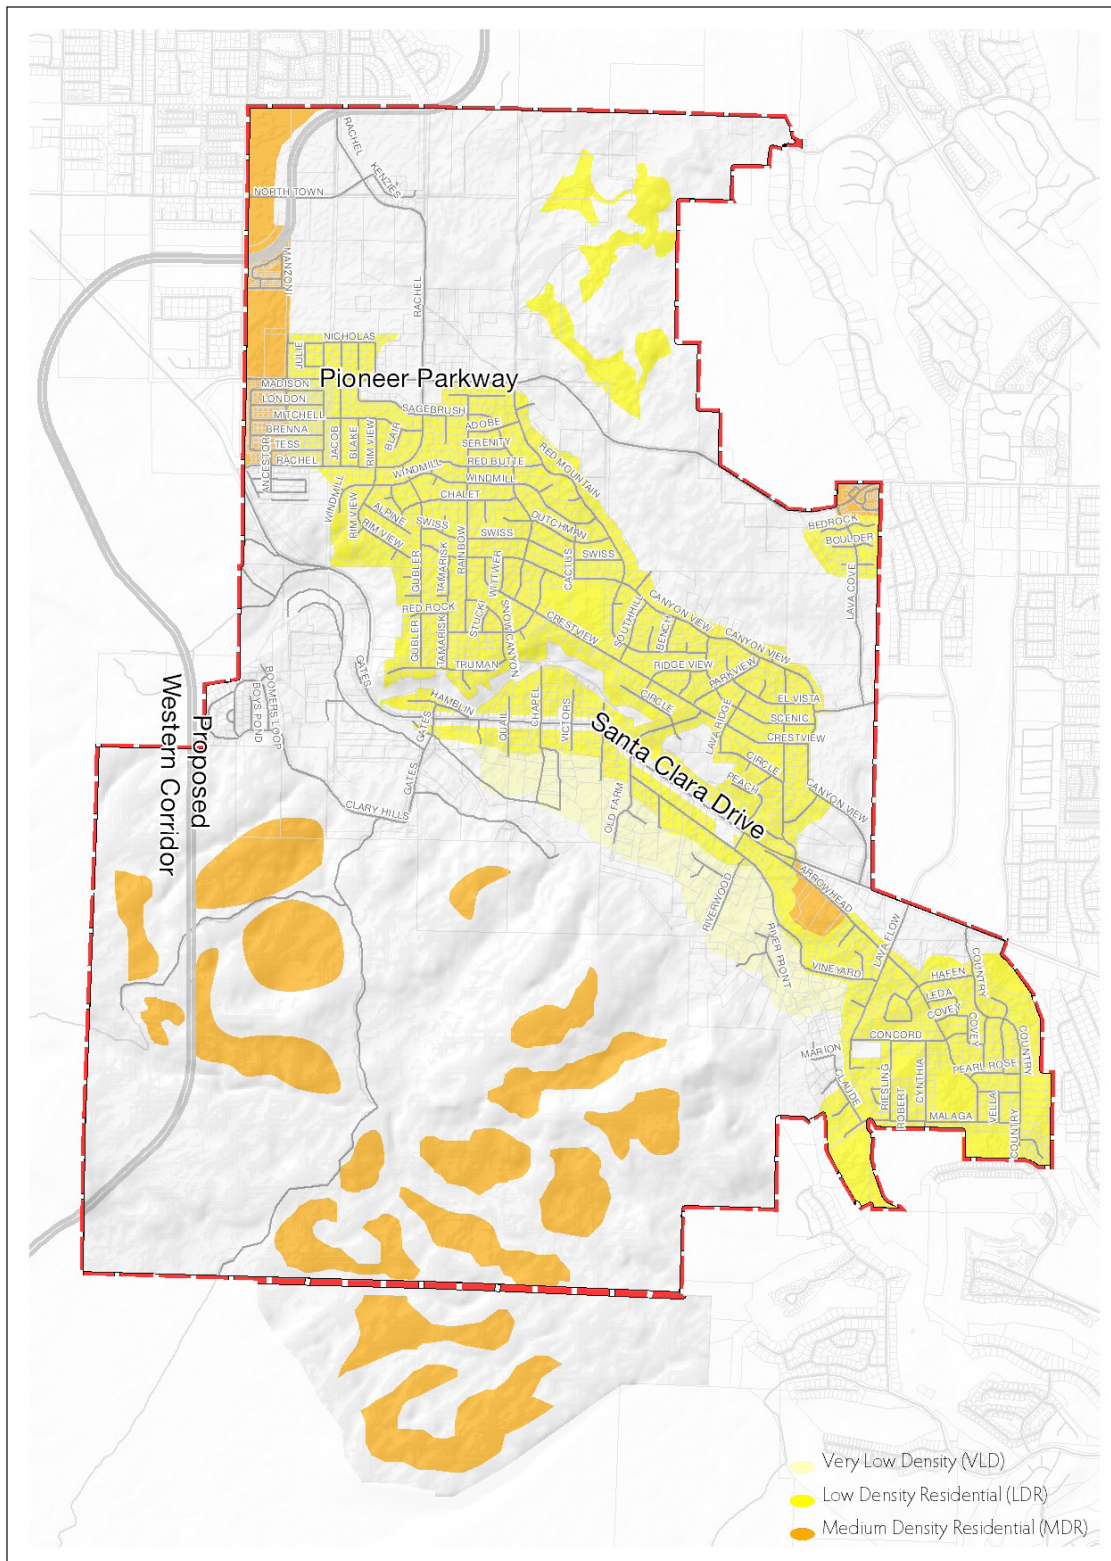 RACHEL
KENZIES
NORTH TOWN
MANZONI
RACHEL
NICHOLAS
JULIE
Pioneer Parkway
MADISON
LONDON
SAGEBRUSH
MITCHELL
ADOBE
BRENNA
JACOB
BLAKE
RIM VIEW
BLAIR
SERENITY
RED MOUNTAIN
TESS
ANCESTOR
RACHEL
WINDMILL
RED BUTTE
WINDMILL
WINDMILL
RIM VIEW
CHALET
ALPINE
RIM VIEW
SWISS
DUTCHMAN
BEDROCK
BOULDER
SWISS
SWISS
GUBLER
TAMARISK
RAINBOW
WITTWER
CACTUS
LAVA COVE
RED ROCK
STUCKI
SNOW CANYON
CRESTVIEW
SOUTHHILL
BENCH
CANYON VIEW
CANYON VIEW
GUBLER
TAMARISK
TRUMAN
RIDGE VIEW
PARKVIEW
GATES
BOOMERS LOOP
BOYS POND
HAMBLIN
GATES
QUAIL
CHAPEL
VICTORS
CIRCLE
EL VISTA
LAVA RIDGE
SCENIC
CRESTVIEW
Santa Clara Drive
Proposed
Western Corridor
GATES
CIRCLE
PEACH
CANYON VIEW
CLARY HILLS
OLD FARM
ARROWHEAD
RIVERWOOD
RIVER FRONT
LAVA FLOW
VINEYARD
HAFEN
COUNTRY
LEDA
COVEY
COVEY
CONCORD
COUNTRY
MARION
PEARL ROSE
CLAUDE
RIESLING
ROBERT
CYNTHIA
MALAGA
VELLA
COUNTRY
Very Low Density (VLD)
Low Density Residential (LDR)
Medium Density Residential (MDR)